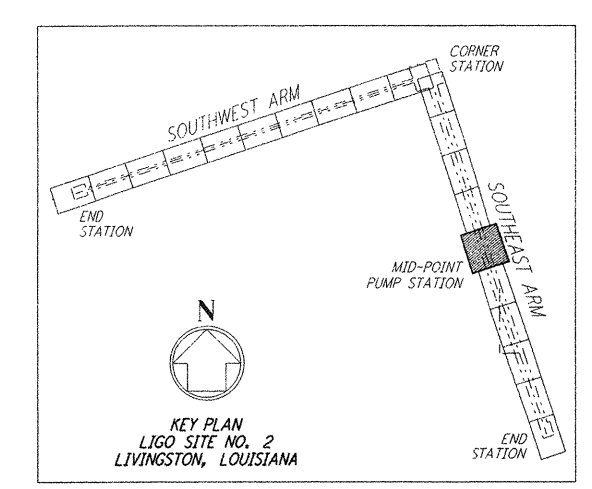 CORNER
STATION
SOUTHWEST ARM
END
STATION
SOUTHEAST ARM
MID-POINT
PUMP STATION
N
KEY PLAN
LIGO SITE NO. 2
LIVINGSTON, LOUISIANA
END
STATION